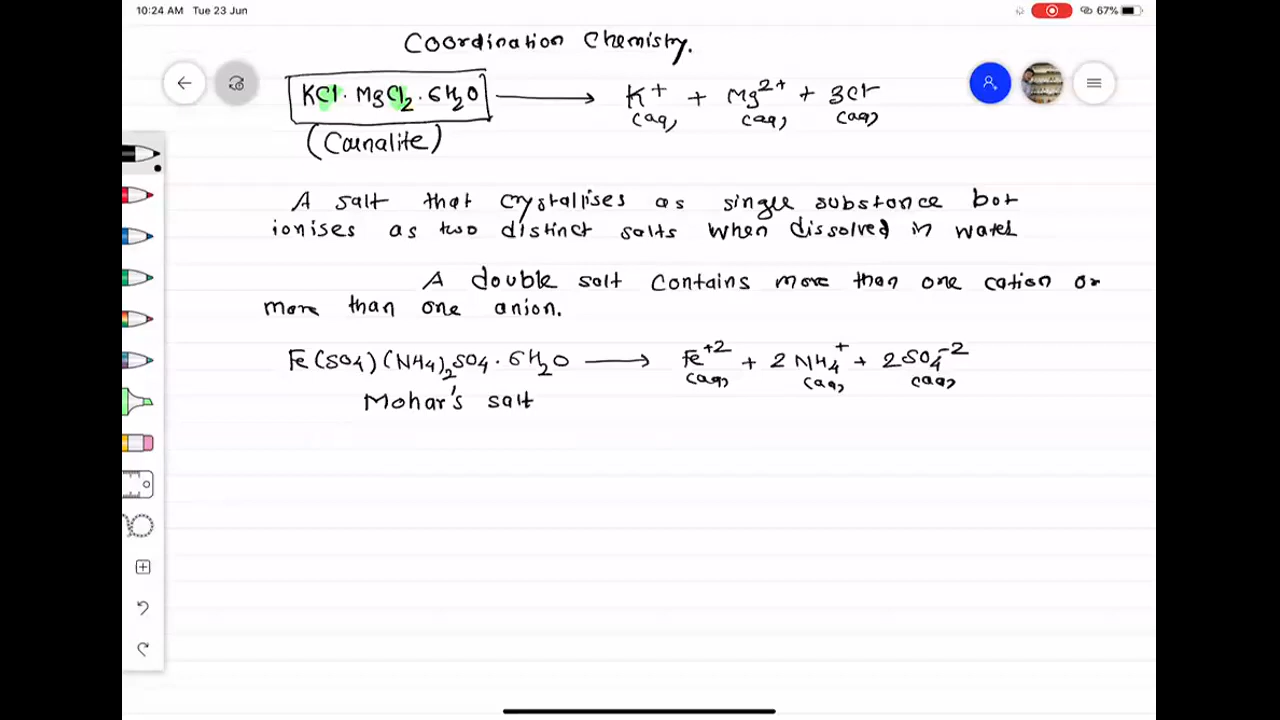 10:24 AM Tue 23 Jun
67%
Coordination Chemistry.
KCl · MgCl₂ · 6H₂O ⟶ K⁺ + Mg²⁺ + 3Cl⁻
(aq) (aq) (aq)
(Carnalite)
A salt that crystallises as single substance but
ionises as two distinct salts when dissolved in water
A double salt contains more than one cation or
more than one anion.
Fe(SO4)(NH4)₂SO4 · 6H₂O ⟶ Fe⁺² + 2NH₄⁺ + 2SO₄⁻²
(aq) (aq) (aq)
Mohar's salt